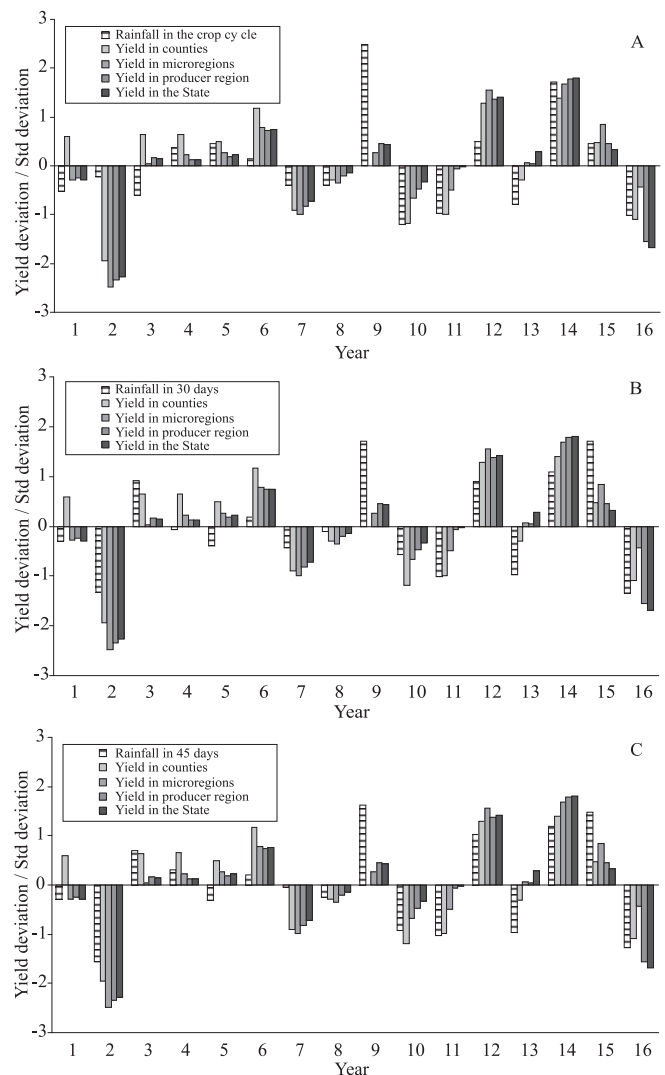 A
Rainfall in the crop cy cle
Yield in counties
Yield in microregions
Yield in producer region
Yield in the State
3
2
1
0
-1
-2
-3
Yield deviation / Std deviation
1 2 3 4 5 6 7 8 9 10 11 12 13 14 15 16
Year
B
Rainfall in 30 days
Yield in counties
Yield in microregions
Yield in producer region
Yield in the State
3
2
1
0
-1
-2
-3
Yield deviation / Std deviation
1 2 3 4 5 6 7 8 9 10 11 12 13 14 15 16
Year
C
Rainfall in 45 days
Yield in counties
Yield in microregions
Yield in producer region
Yield in the State
3
2
1
0
-1
-2
-3
Yield deviation / Std deviation
1 2 3 4 5 6 7 8 9 10 11 12 13 14 15 16
Year